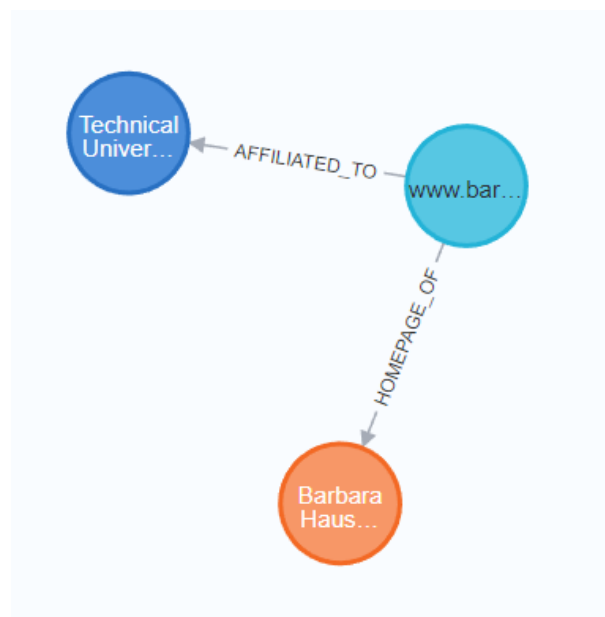 Technical
Univer...
AFFILIATED_TO
www.bar...
HOMEPAGE_OF
Barbara
Haus...